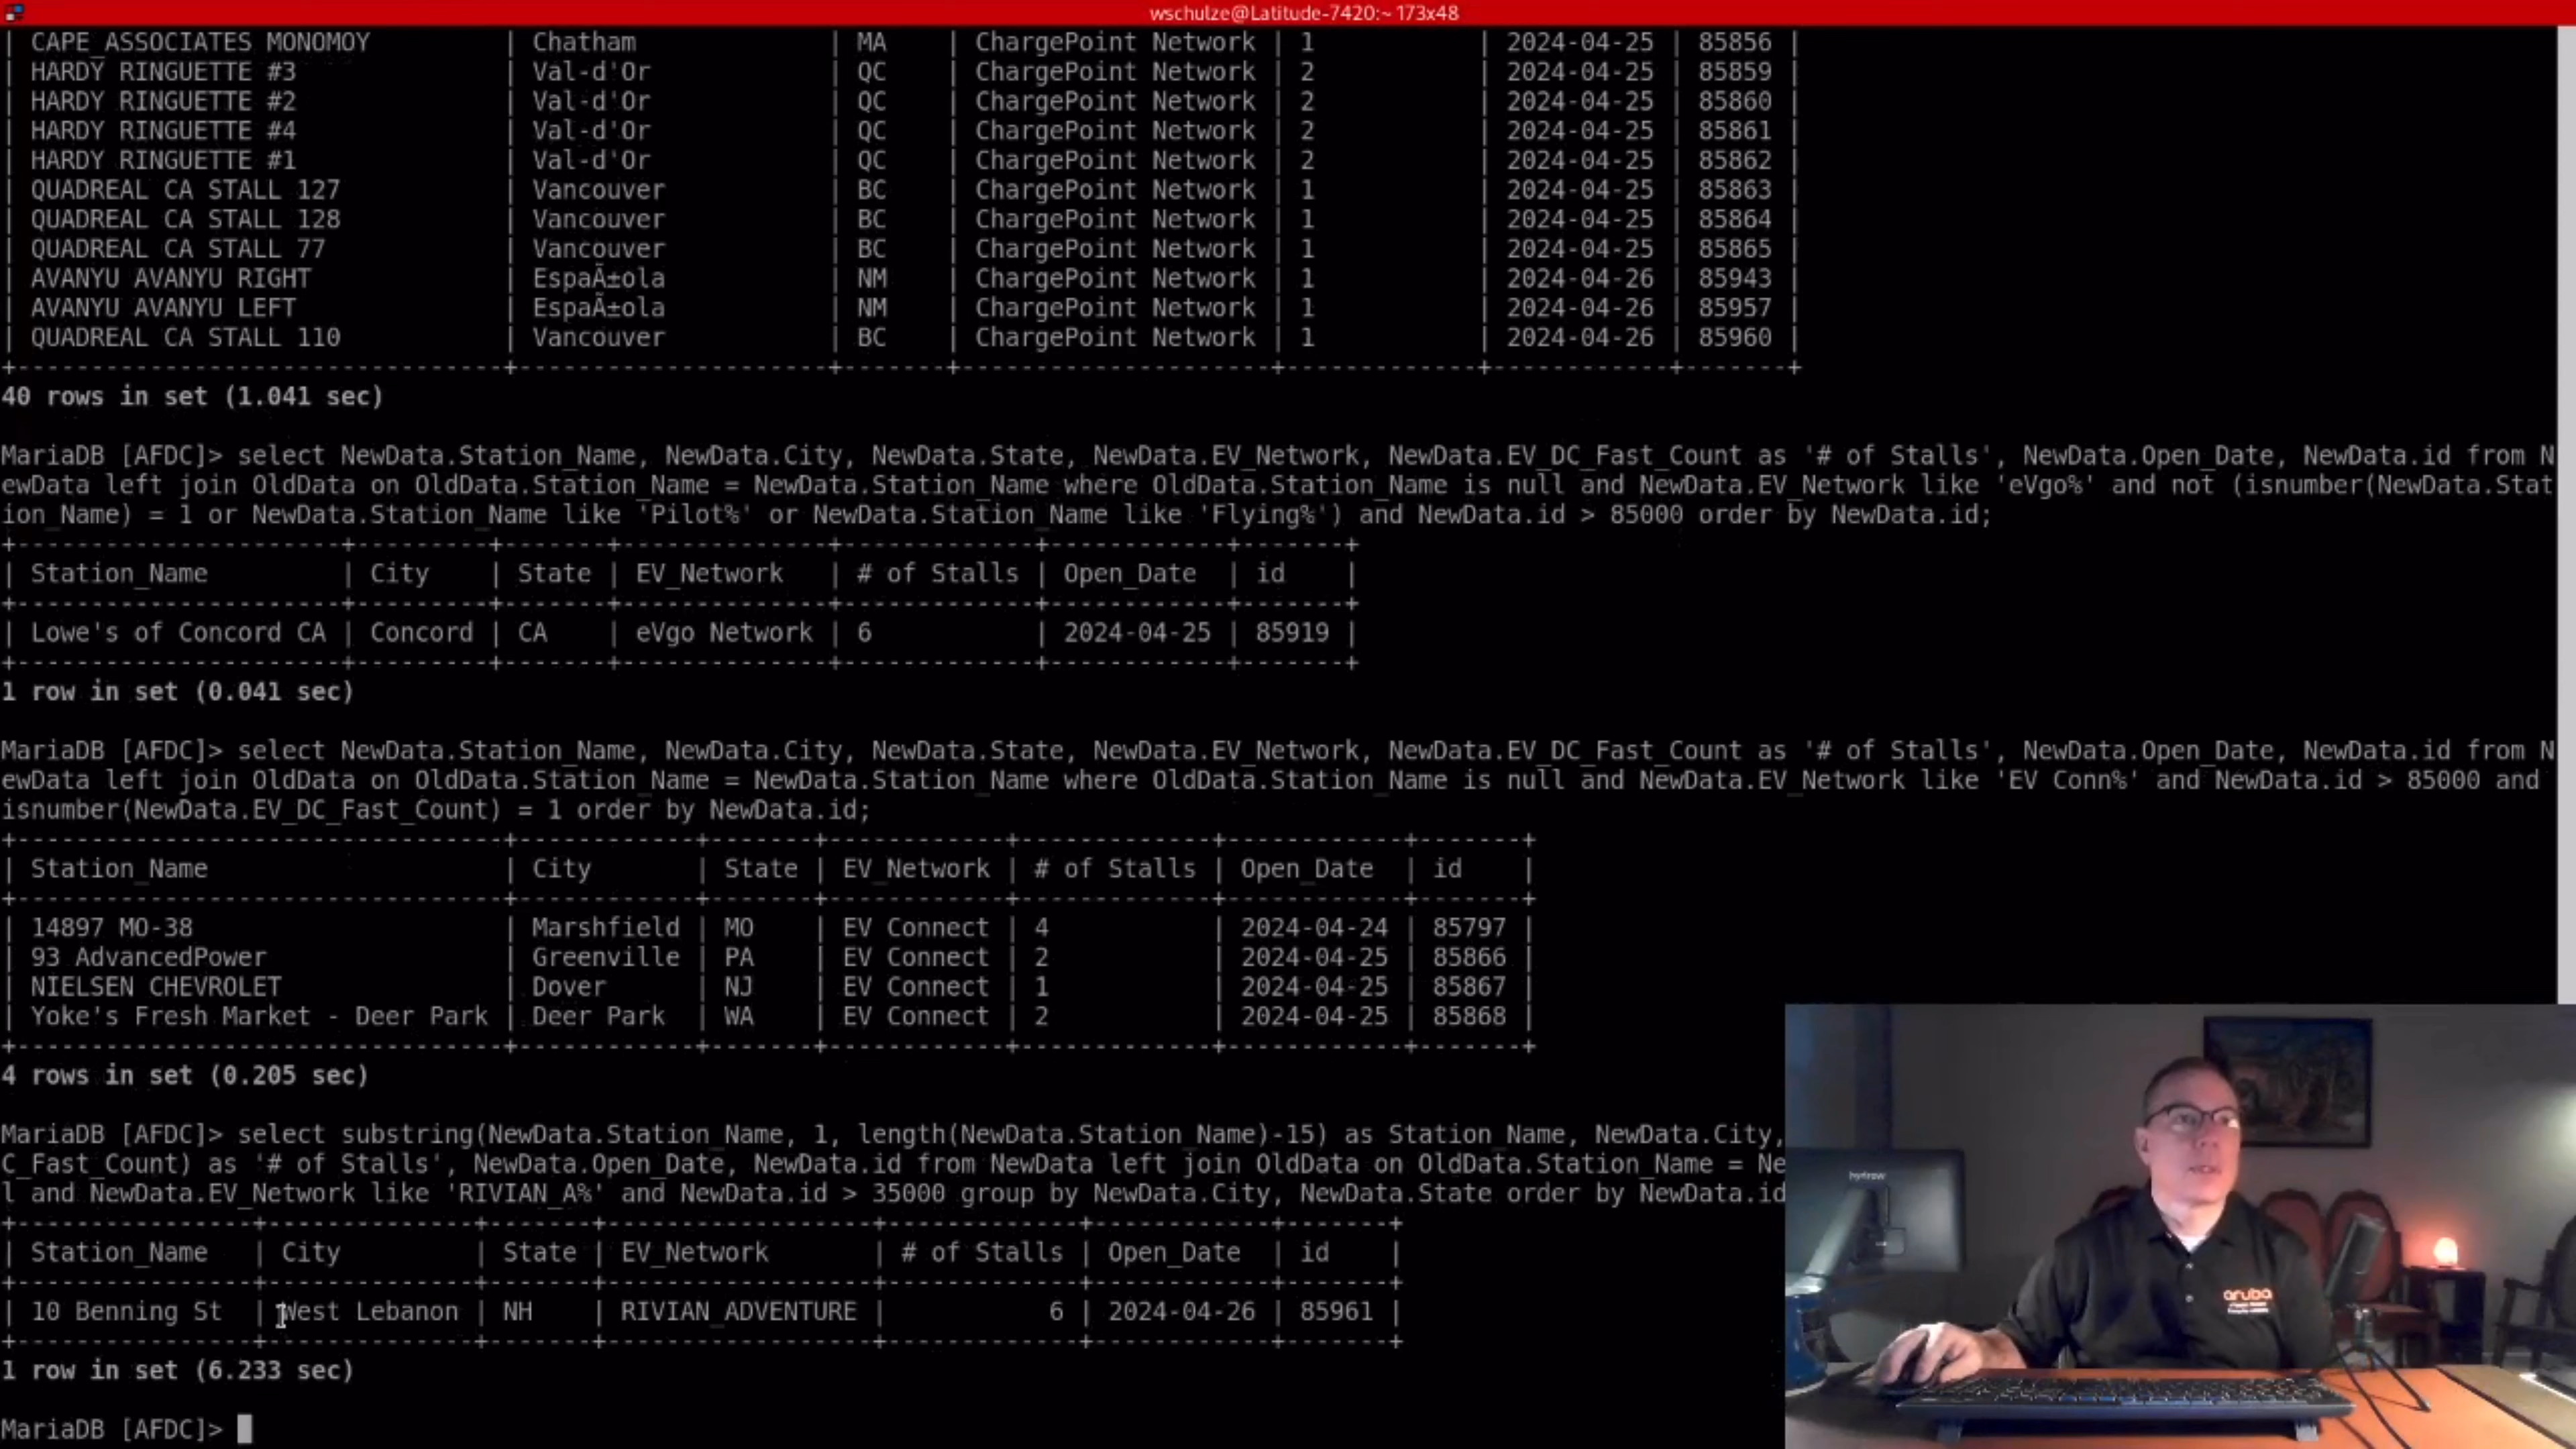 wschulze@Latitude-7420:~ 173x48
| CAPE_ASSOCIATES MONOMOY | Chatham | MA | ChargePoint Network | 1 | 2024-04-25 | 85856 |
| HARDY RINGUETTE #3 | Val-d'Or | QC | ChargePoint Network | 2 | 2024-04-25 | 85859 |
| HARDY RINGUETTE #2 | Val-d'Or | QC | ChargePoint Network | 2 | 2024-04-25 | 85860 |
| HARDY RINGUETTE #4 | Val-d'Or | QC | ChargePoint Network | 2 | 2024-04-25 | 85861 |
| HARDY RINGUETTE #1 | Val-d'Or | QC | ChargePoint Network | 2 | 2024-04-25 | 85862 |
| QUADREAL CA STALL 127 | Vancouver | BC | ChargePoint Network | 1 | 2024-04-25 | 85863 |
| QUADREAL CA STALL 128 | Vancouver | BC | ChargePoint Network | 1 | 2024-04-25 | 85864 |
| QUADREAL CA STALL 77 | Vancouver | BC | ChargePoint Network | 1 | 2024-04-25 | 85865 |
| AVANYU AVANYU RIGHT | EspaÃ±ola | NM | ChargePoint Network | 1 | 2024-04-26 | 85943 |
| AVANYU AVANYU LEFT | EspaÃ±ola | NM | ChargePoint Network | 1 | 2024-04-26 | 85957 |
| QUADREAL CA STALL 110 | Vancouver | BC | ChargePoint Network | 1 | 2024-04-26 | 85960 |
40 rows in set (1.041 sec)
MariaDB [AFDC]> select NewData.Station_Name, NewData.City, NewData.State, NewData.EV_Network, NewData.EV_DC_Fast_Count as '# of Stalls', NewData.Open_Date, NewData.id from N
ewData left join OldData on OldData.Station_Name = NewData.Station_Name where OldData.Station_Name is null and NewData.EV_Network like 'eVgo%' and not (isnumber(NewData.Stat
ion_Name) = 1 or NewData.Station_Name like 'Pilot%' or NewData.Station_Name like 'Flying%') and NewData.id > 85000 order by NewData.id;
| Station_Name | City | State | EV_Network | # of Stalls | Open_Date | id |
| Lowe's of Concord CA | Concord | CA | eVgo Network | 6 | 2024-04-25 | 85919 |
1 row in set (0.041 sec)
MariaDB [AFDC]> select NewData.Station_Name, NewData.City, NewData.State, NewData.EV_Network, NewData.EV_DC_Fast_Count as '# of Stalls', NewData.Open_Date, NewData.id from N
ewData left join OldData on OldData.Station_Name = NewData.Station_Name where OldData.Station_Name is null and NewData.EV_Network like 'EV Conn%' and NewData.id > 85000 and
isnumber(NewData.EV_DC_Fast_Count) = 1 order by NewData.id;
| Station_Name | City | State | EV_Network | # of Stalls | Open_Date | id |
| 14897 MO-38 | Marshfield | MO | EV Connect | 4 | 2024-04-24 | 85797 |
| 93 AdvancedPower | Greenville | PA | EV Connect | 2 | 2024-04-25 | 85866 |
| NIELSEN CHEVROLET | Dover | NJ | EV Connect | 1 | 2024-04-25 | 85867 |
| Yoke's Fresh Market - Deer Park | Deer Park | WA | EV Connect | 2 | 2024-04-25 | 85868 |
4 rows in set (0.205 sec)
MariaDB [AFDC]> select substring(NewData.Station_Name, 1, length(NewData.Station_Name)-15) as Station_Name, NewData.City,
C_Fast_Count) as '# of Stalls', NewData.Open_Date, NewData.id from NewData left join OldData on OldData.Station_Name = Ne
l and NewData.EV_Network like 'RIVIAN_A%' and NewData.id > 35000 group by NewData.City, NewData.State order by NewData.id
| Station_Name | City | State | EV_Network | # of Stalls | Open_Date | id |
| 10 Benning St | West Lebanon | NH | RIVIAN_ADVENTURE | 6 | 2024-04-26 | 85961 |
1 row in set (6.233 sec)
MariaDB [AFDC]>
aruba